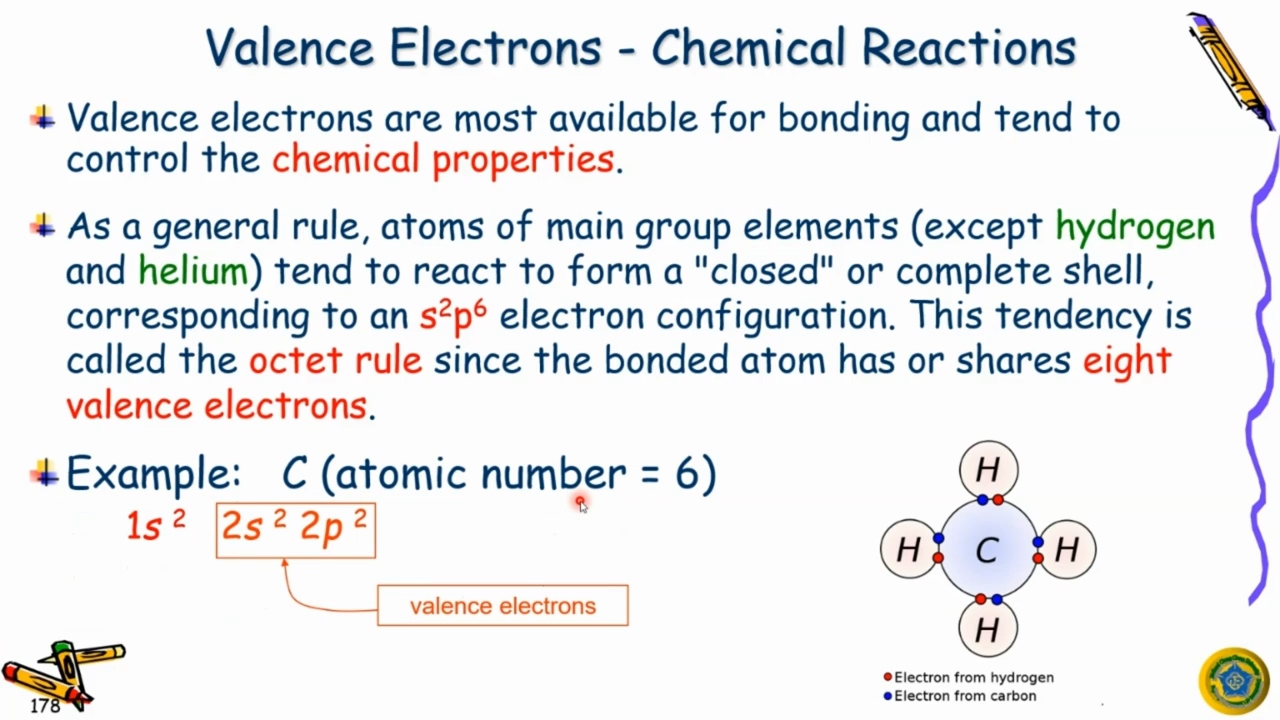 Valence Electrons - Chemical Reactions
Valence electrons are most available for bonding and tend to
control the chemical properties.
As a general rule, atoms of main group elements (except hydrogen
and helium) tend to react to form a "closed" or complete shell,
corresponding to an s²p⁶ electron configuration. This tendency is
called the octet rule since the bonded atom has or shares eight
valence electrons.
Example: C (atomic number = 6)
1s ² 2s ² 2p ²
valence electrons
H
H C H
H
Electron from hydrogen
Electron from carbon
178